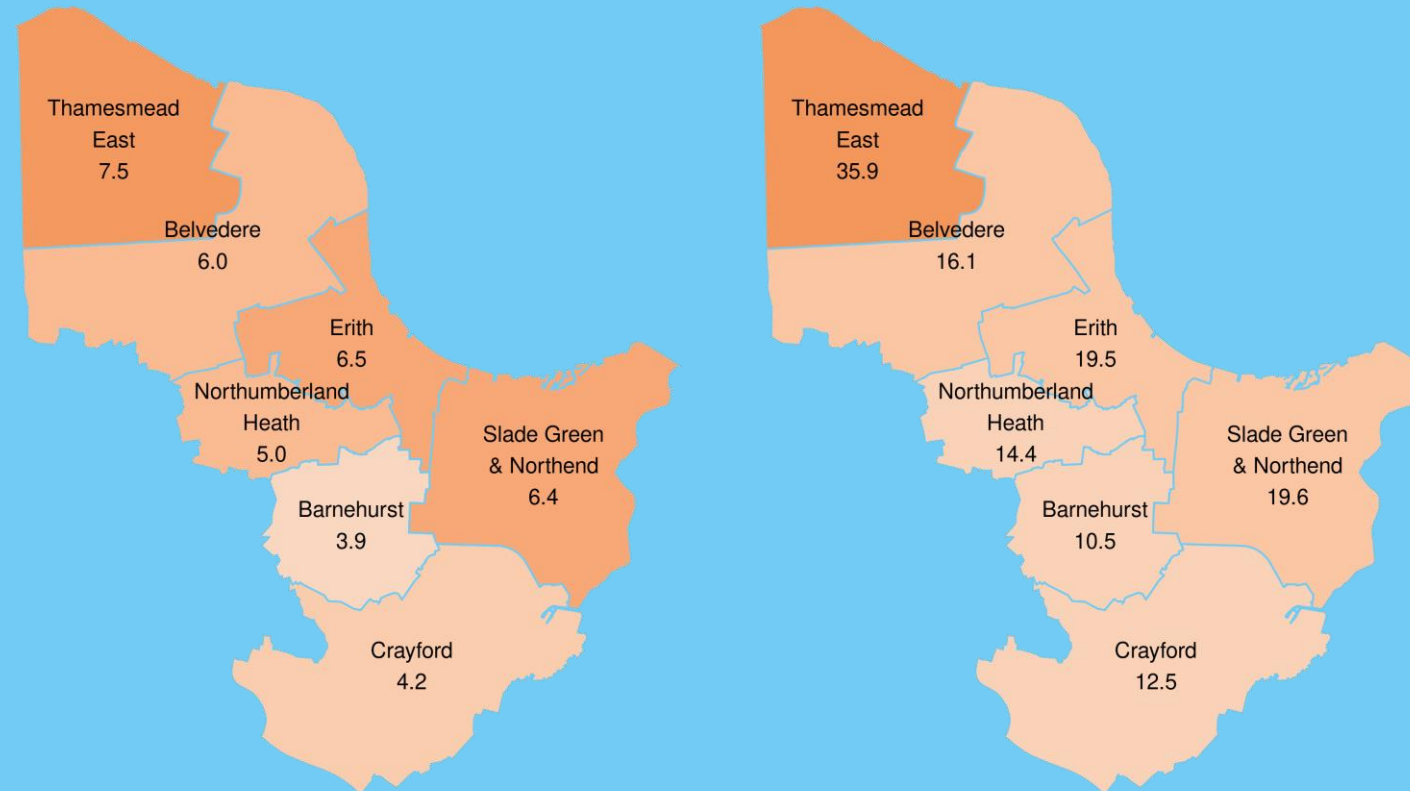 Thamesmead
East
7.5
Belvedere
6.0
Erith
6.5
Northumberland
Heath
5.0
Slade Green
& Northend
6.4
Barnehurst
3.9
Crayford
4.2
Thamesmead
East
35.9
Belvedere
16.1
Erith
19.5
Northumberland
Heath
14.4
Slade Green
& Northend
19.6
Barnehurst
10.5
Crayford
12.5